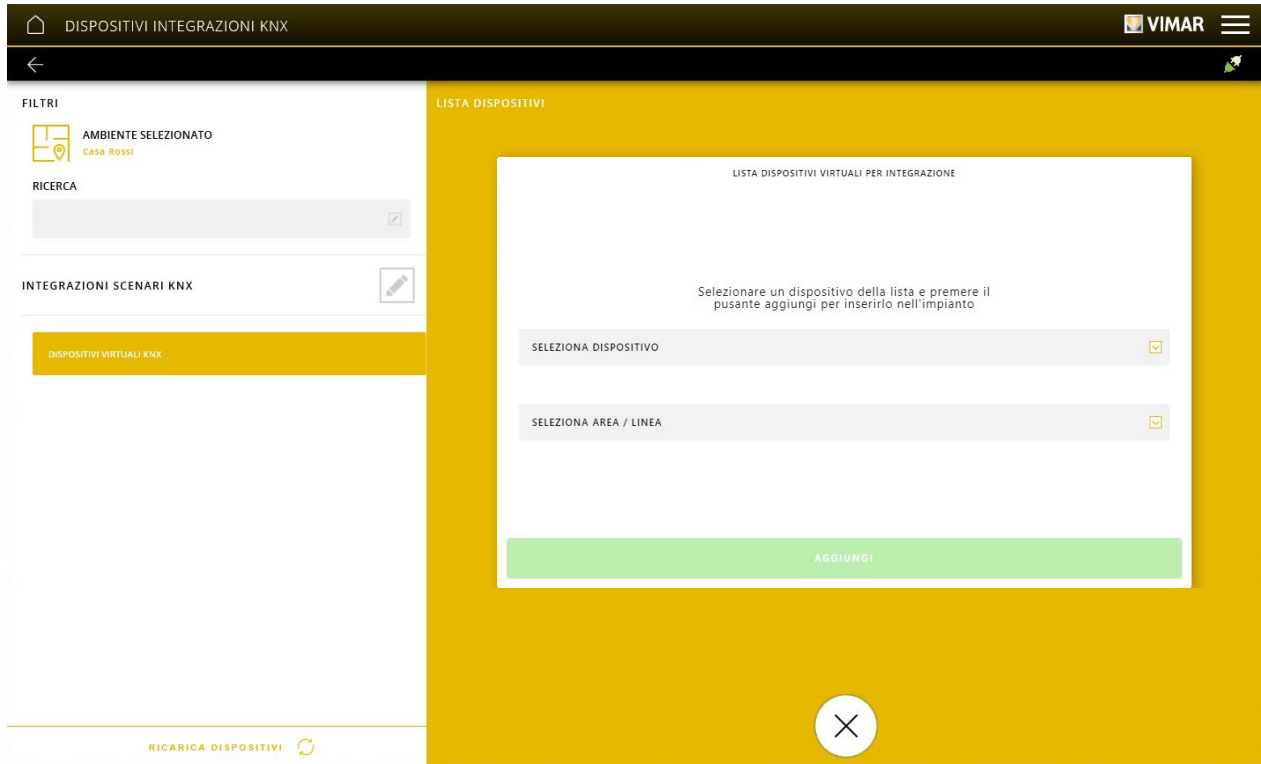 DISPOSITIVI INTEGRAZIONI KNX
VIMAR
FILTRI
AMBIENTE SELEZIONATO
Casa Rossi
RICERCA
INTEGRAZIONI SCENARI KNX
DISPOSITIVI VIRTUALI KNX
RICARICA DISPOSITIVI
LISTA DISPOSITIVI
LISTA DISPOSITIVI VIRTUALI PER INTEGRAZIONE
Selezionare un dispositivo della lista e premere il
pusante aggiungi per inserirlo nell'impianto
SELEZIONA DISPOSITIVO
SELEZIONA AREA / LINEA
AGGIUNGI